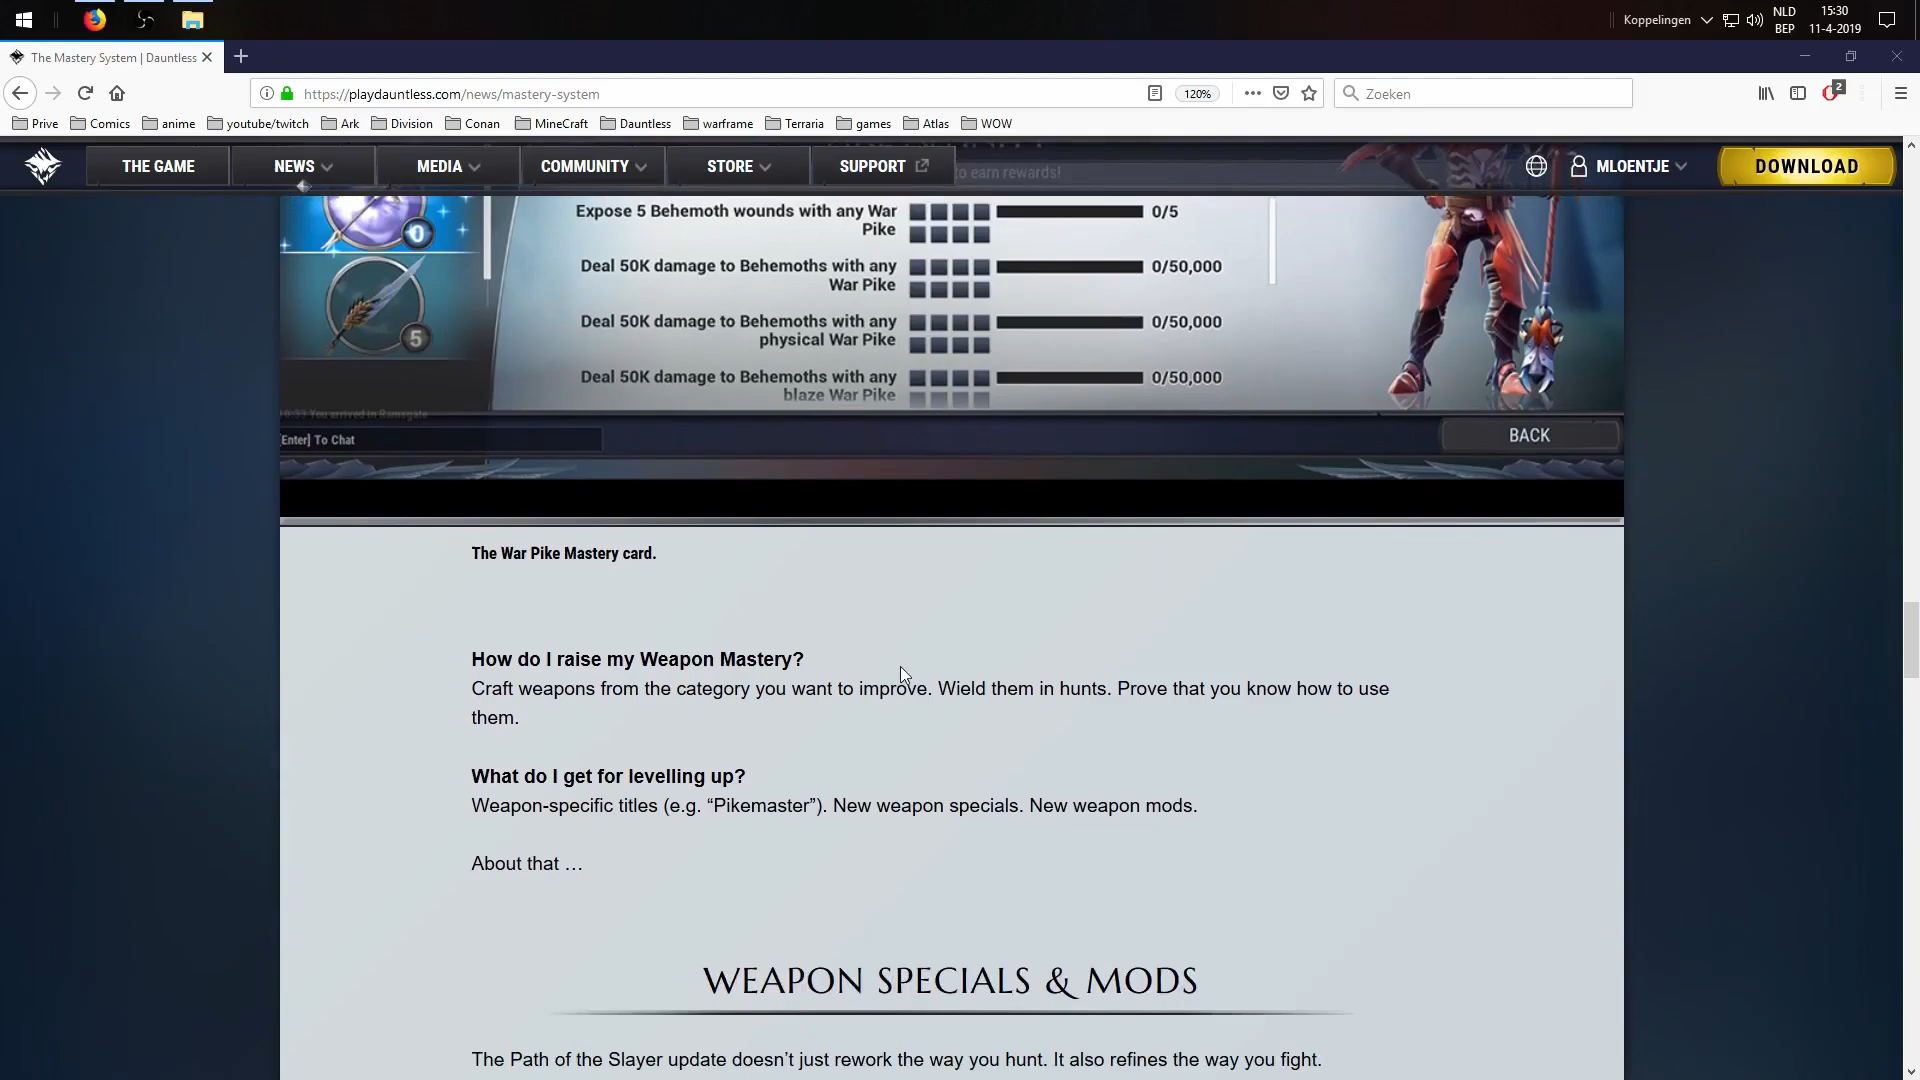 Koppelingen
NLD
BEP
15:30
11-4-2019
The Mastery System | Dauntless
https://playdauntless.com/news/mastery-system
120%
Zoeken
2
Prive
Comics
anime
youtube/twitch
Ark
Division
Conan
MineCraft
Dauntless
warframe
Terraria
games
Atlas
WOW
THE GAME
NEWS
MEDIA
COMMUNITY
STORE
SUPPORT
MLOENTJE
DOWNLOAD
to earn rewards!
0
5
Expose 5 Behemoth wounds with any War
Pike
0/5
Deal 50K damage to Behemoths with any
War Pike
0/50,000
Deal 50K damage to Behemoths with any
physical War Pike
0/50,000
Deal 50K damage to Behemoths with any
blaze War Pike
0/50,000
You arrived in Ramsgate
[Enter] To Chat
BACK
The War Pike Mastery card.
How do I raise my Weapon Mastery?
Craft weapons from the category you want to improve. Wield them in hunts. Prove that you know how to use
them.
What do I get for levelling up?
Weapon-specific titles (e.g. “Pikemaster”). New weapon specials. New weapon mods.
About that …
WEAPON SPECIALS & MODS
The Path of the Slayer update doesn’t just rework the way you hunt. It also refines the way you fight.